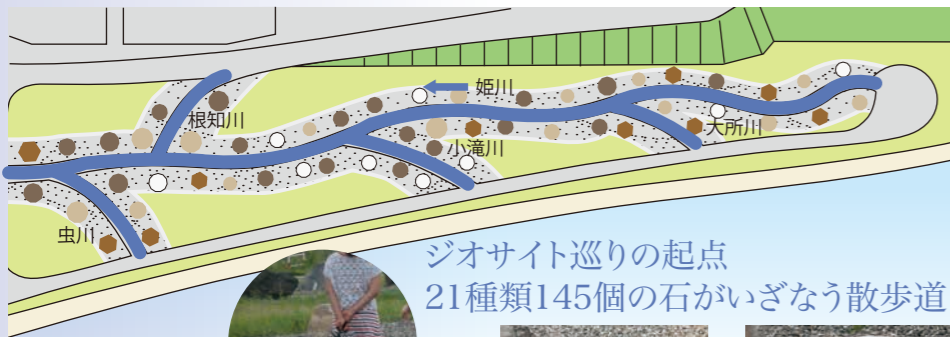 姫川
根知川
大所川
小滝川
虫川
ジオサイト巡りの起点
21種類145個の石がいざなう散歩道